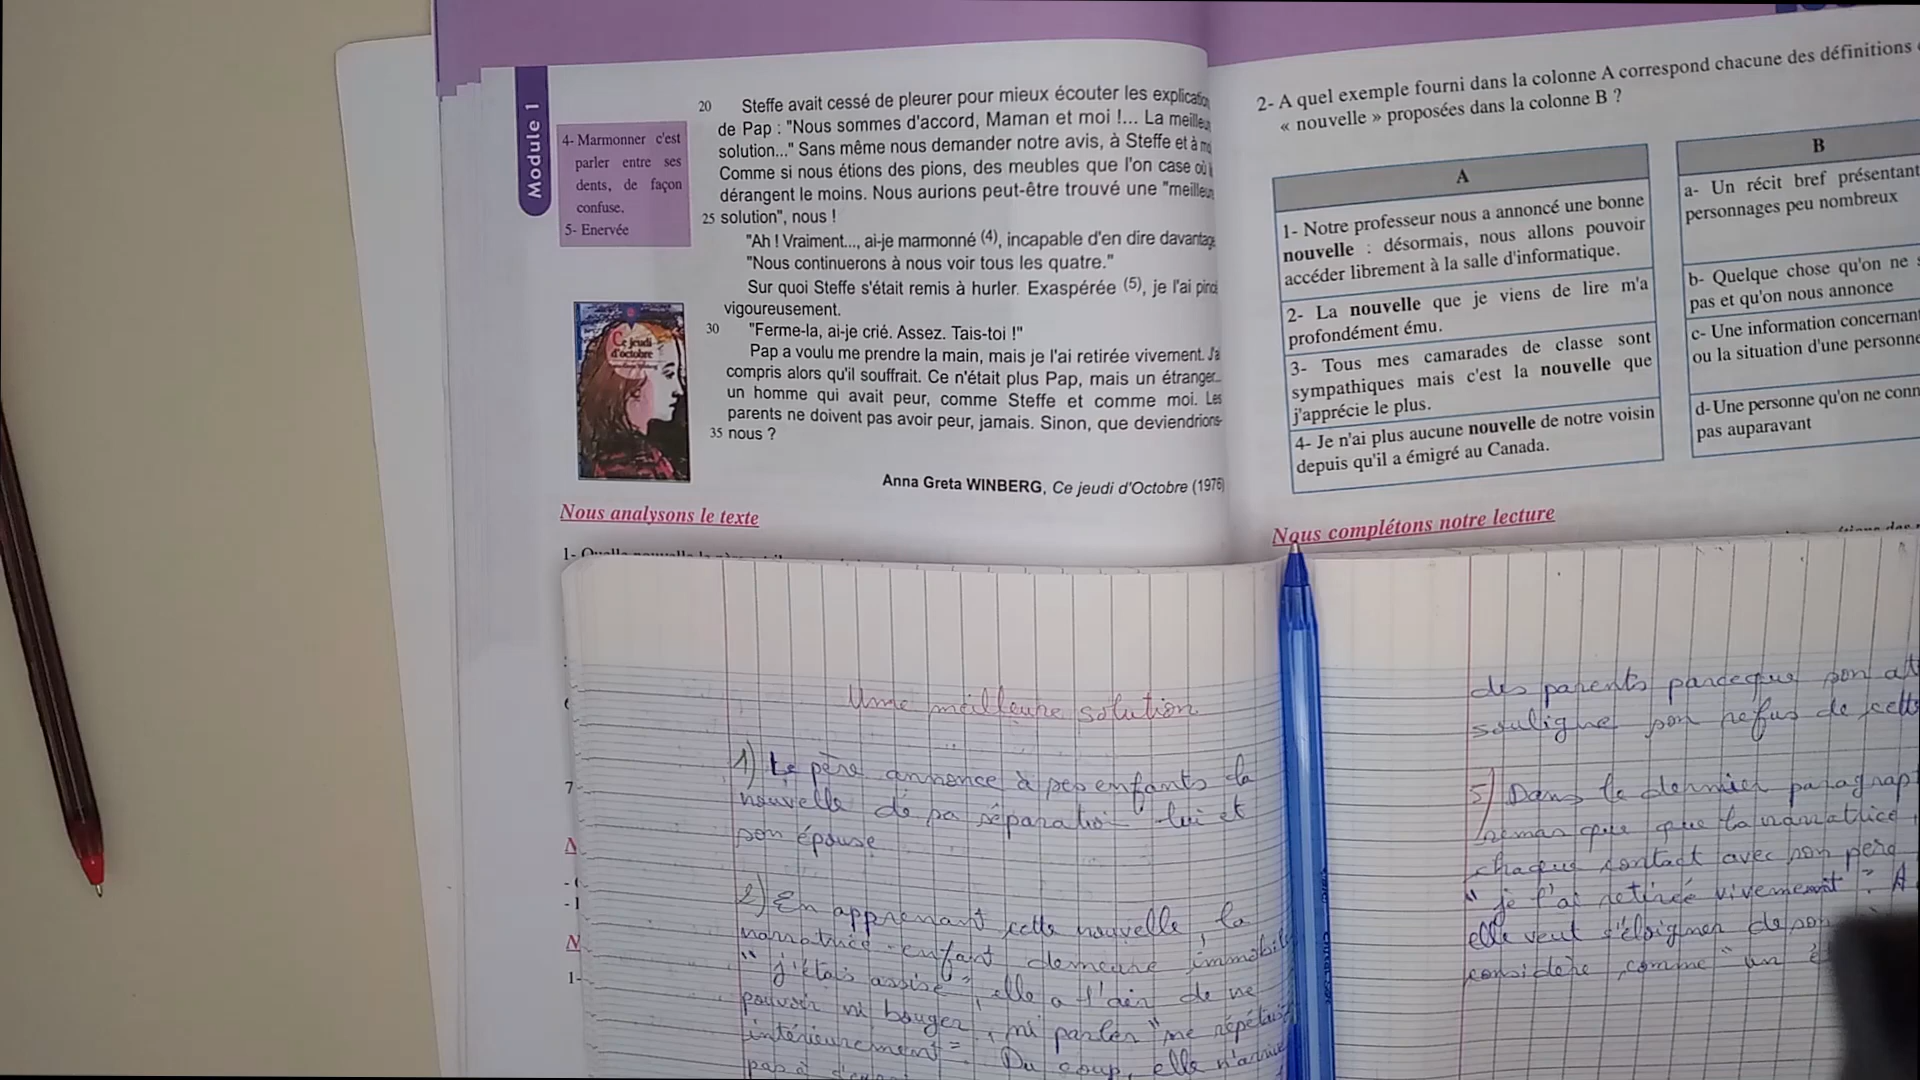 Module 1
4- Marmonner c'est
parler entre ses
dents, de façon
confuse.
5- Enervée
Ce jeudi
d'octobre
20 Steffe avait cessé de pleurer pour mieux écouter les
de Pap : "Nous sommes d'accord, Maman et moi !... La
solution..." Sans même nous demander notre avis, à Steffe et à
Comme si nous étions des pions, des meubles que l'on case où
dérangent le moins. Nous aurions peut-être trouvé une
25 solution", nous !
"Ah ! Vraiment..., ai-je marmonné (4), incapable d'en dire
"Nous continuerons à nous voir tous les quatre."
Sur quoi Steffe s'était remis à hurler. Exaspérée (5), je l'ai
vigoureusement.
30 "Ferme-la, ai-je crié. Assez. Tais-toi !"
Pap a voulu me prendre la main, mais je l'ai retirée vivement. J'ai
compris alors qu'il souffrait. Ce n'était plus Pap, mais un étranger...
un homme qui avait peur, comme Steffe et comme moi. Les
parents ne doivent pas avoir peur, jamais. Sinon, que deviendrions-
35 nous ?
Anna Greta WINBERG, Ce jeudi d'Octobre (1976)
Nous analysons le texte
2- A quel exemple fourni dans la colonne A correspond chacune des définitions
« nouvelle » proposées dans la colonne B ?
A
1- Notre professeur nous a annoncé une bonne
nouvelle : désormais, nous allons pouvoir
accéder librement à la salle d'informatique.
2- La nouvelle que je viens de lire m'a
profondément ému.
3- Tous mes camarades de classe sont
sympathiques mais c'est la nouvelle que
j'apprécie le plus.
4- Je n'ai plus aucune nouvelle de notre voisin
depuis qu'il a émigré au Canada.
B
a- Un récit bref présentant
personnages peu nombreux
b- Quelque chose qu'on ne
pas et qu'on nous annonce
c- Une information concernant
ou la situation d'une personne
d- Une personne qu'on ne
pas auparavant
Nous complétons notre lecture
Une meilleure solution
1) Le père annonce à ses enfants la
nouvelle de sa séparation lui et
son épouse
2) En apprenant cette nouvelle, la
narratrice-enfant demeure immobile
"j'étais assise", elle a l'air de ne
pouvoir ni bouger, ni parler "me répétais
intérieurement". Du coup, elle n'arrive
pas à
des parents parceque son
souligne son refus de cette
5) Dans le dernier
remarque que la narratrice
chaque contact avec son père
"je l'ai retirée vivement". A
elle veut s'éloigner de son
considère comme "un
7-
1-